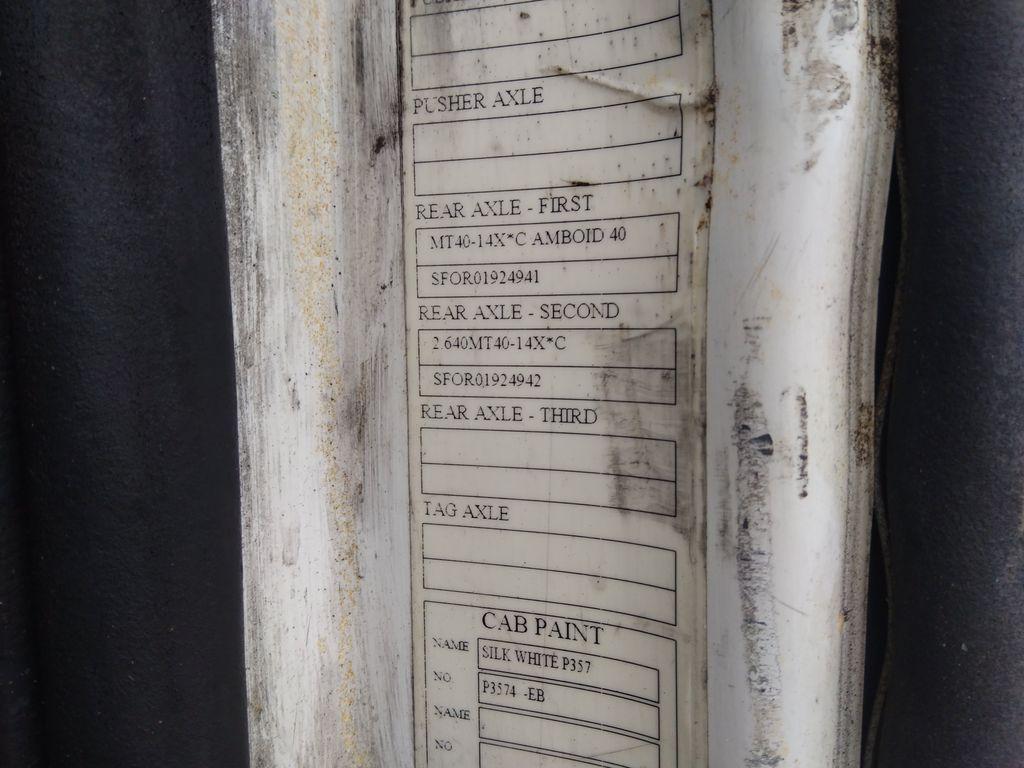 PUSHER AXLE
REAR AXLE - FIRST
MT40-14X*C AMBOID 40
SFOR01924941
REAR AXLE - SECOND
2.640MT40-14X*C
SFOR01924942
REAR AXLE - THIRD
TAG AXLE
CAB PAINT
NAME SILK WHITE P357
NO P3574 -EB
NAME
NO